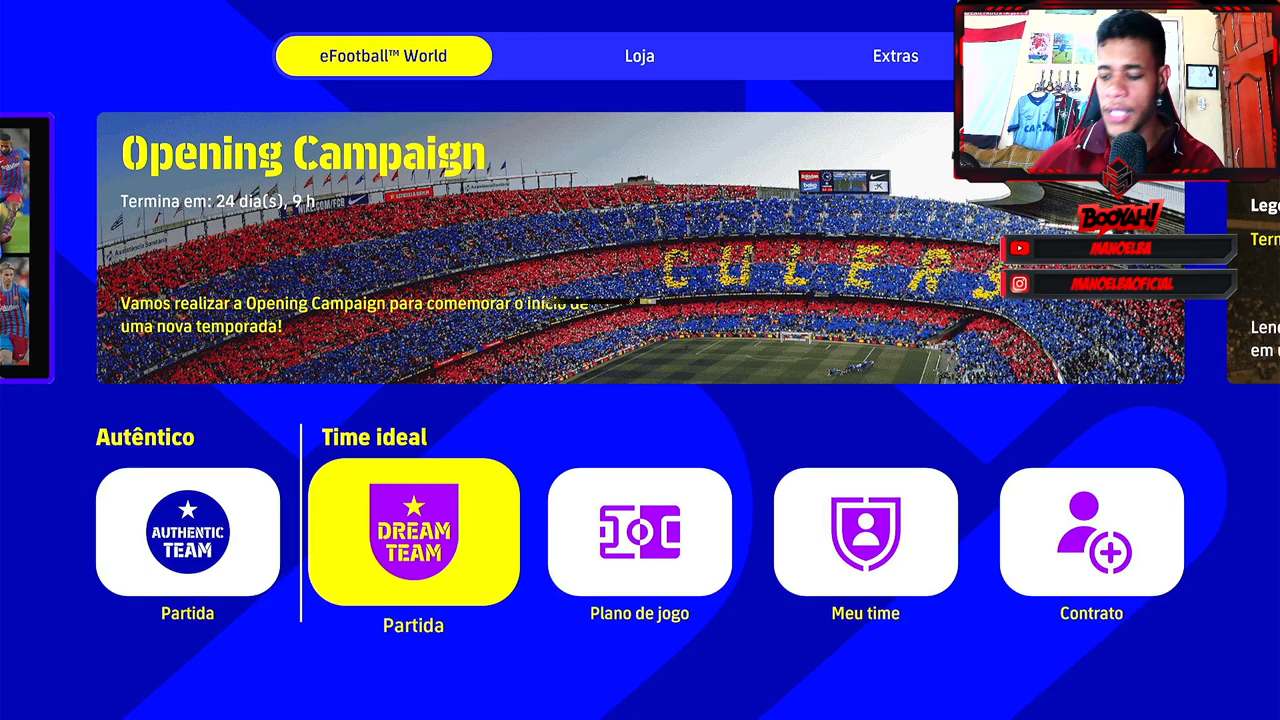 eFootball™ World
Loja
Extras
Opening Campaign
Termina em: 24 dia(s), 9 h
Vamos realizar a Opening Campaign para comemorar o início de
uma nova temporada!
CULERS
BOOYAH!
MANOELBA
MANOELBAOFICIAL
Autêntico
Time ideal
AUTHENTIC
TEAM
DREAM
TEAM
Partida
Partida
Plano de jogo
Meu time
Contrato